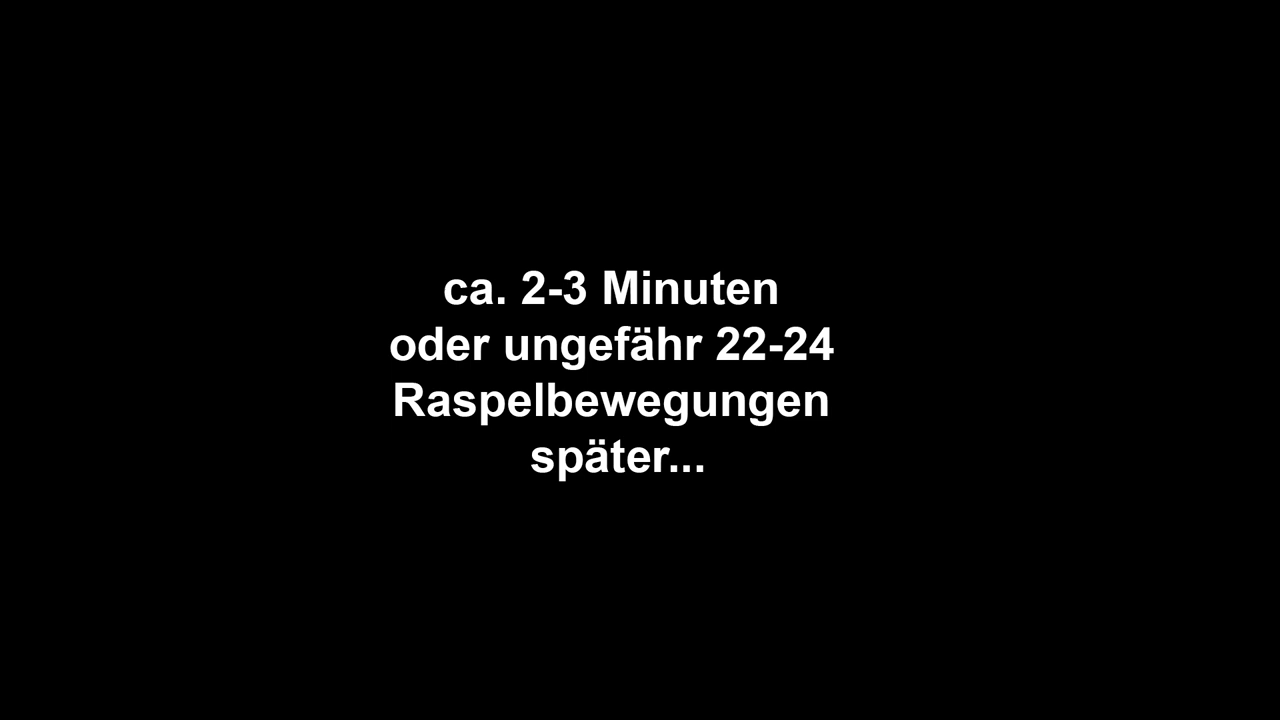 ca. 2-3 Minuten
oder ungefähr 22-24
Raspelbewegungen
später...